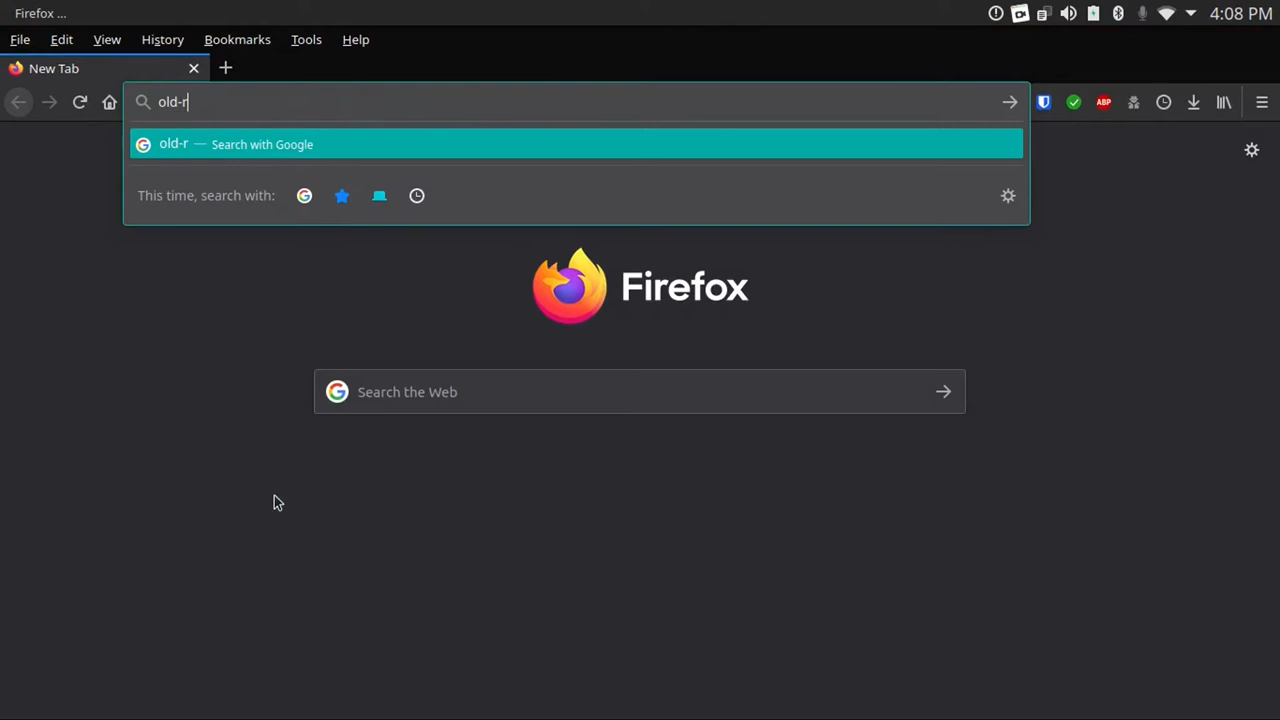 Firefox ...
4:08 PM
File Edit View History Bookmarks Tools Help
New Tab
old-r
ABP
old-r — Search with Google
This time, search with:
Firefox
Search the Web